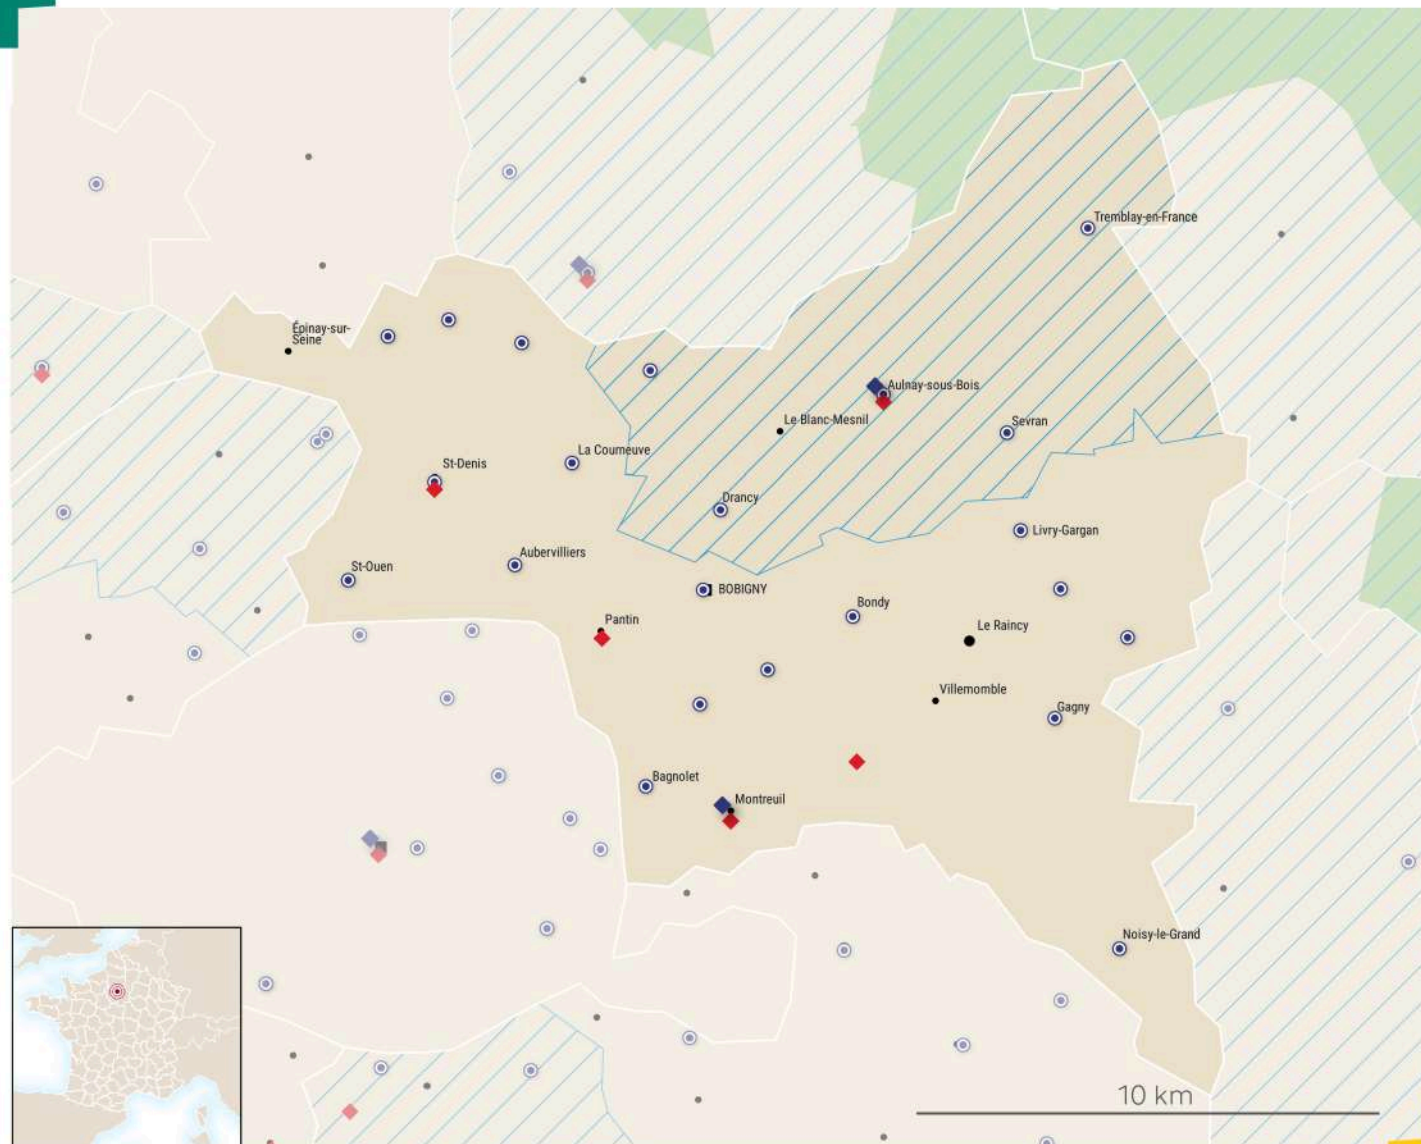 Tremblay-en-France
Épinay-sur-
Seine
Aulnay-sous-Bois
Le Blanc-Mesnil
Sevran
La Courneuve
St-Denis
Drancy
Livry-Gargan
Aubervilliers
St-Ouen
BOBIGNY
Bondy
Pantin
Le Raincy
Villemomble
Gagny
Bagnolet
Montreuil
Noisy-le-Grand
10 km